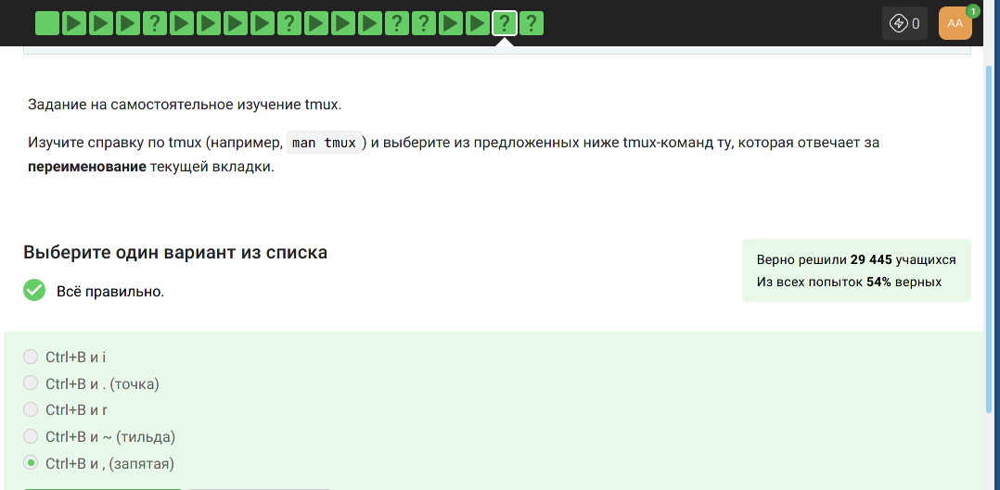 ? ? ? ? ? ? 0 AA 1
Задание на самостоятельное изучение tmux.
Изучите справку по tmux (например, man tmux ) и выберите из предложенных ниже tmux-команд ту, которая отвечает за
переименование текущей вкладки.
Выберите один вариант из списка
Верно решили 29 445 учащихся
Из всех попыток 54% верных
Всё правильно.
Ctrl+B и i
Ctrl+B и . (точка)
Ctrl+B и r
Ctrl+B и ~ (тильда)
Ctrl+B и , (запятая)